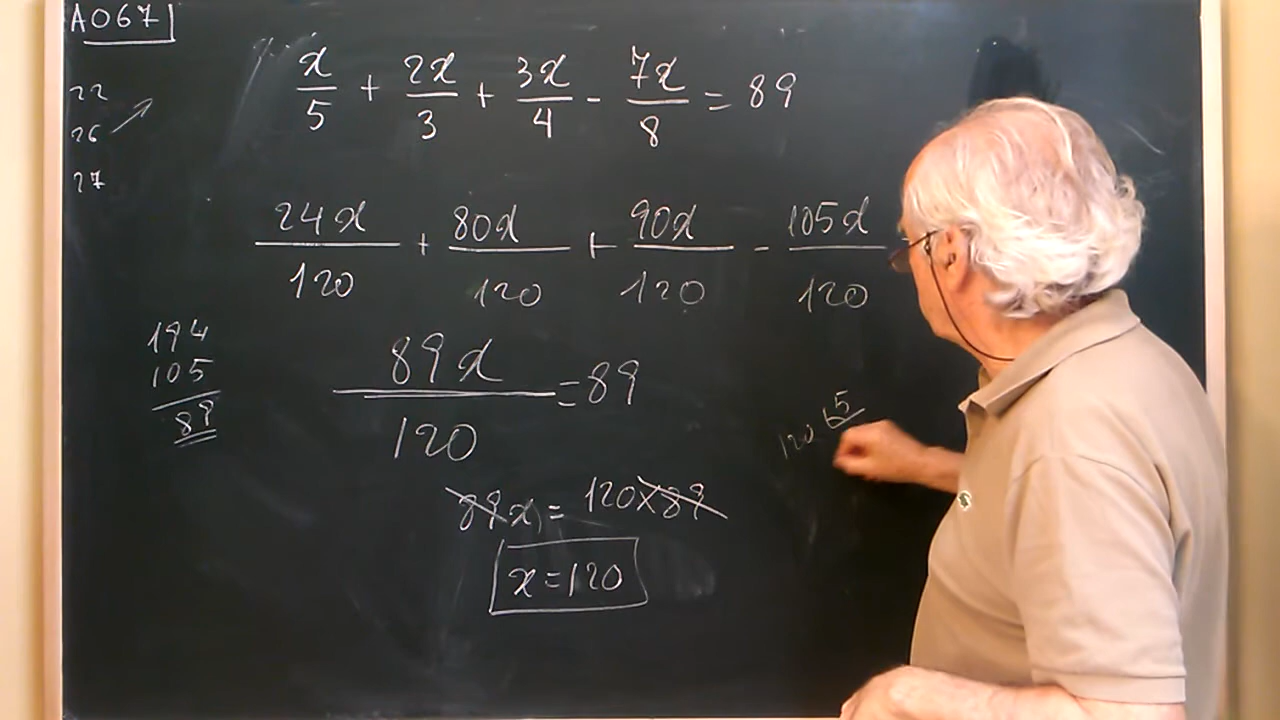 A067
22
26
27
x/5 + 2x/3 + 3x/4 - 7x/8 = 89
24x/120 + 80x/120 + 90x/120 - 105x/120
194
105
89
89x/120 = 89
120 5
89x = 120x89
x=120